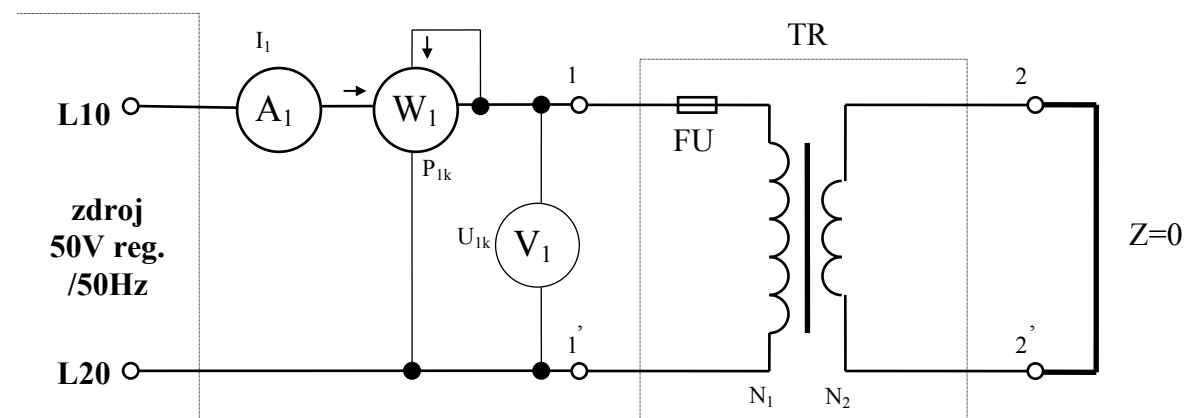 I₁
TR
L10
A₁
W₁
1
2
FU
P₁ₖ
zdroj
50V reg.
/50Hz
U₁ₖ
V₁
Z=0
L20
1'
2'
N₁
N₂